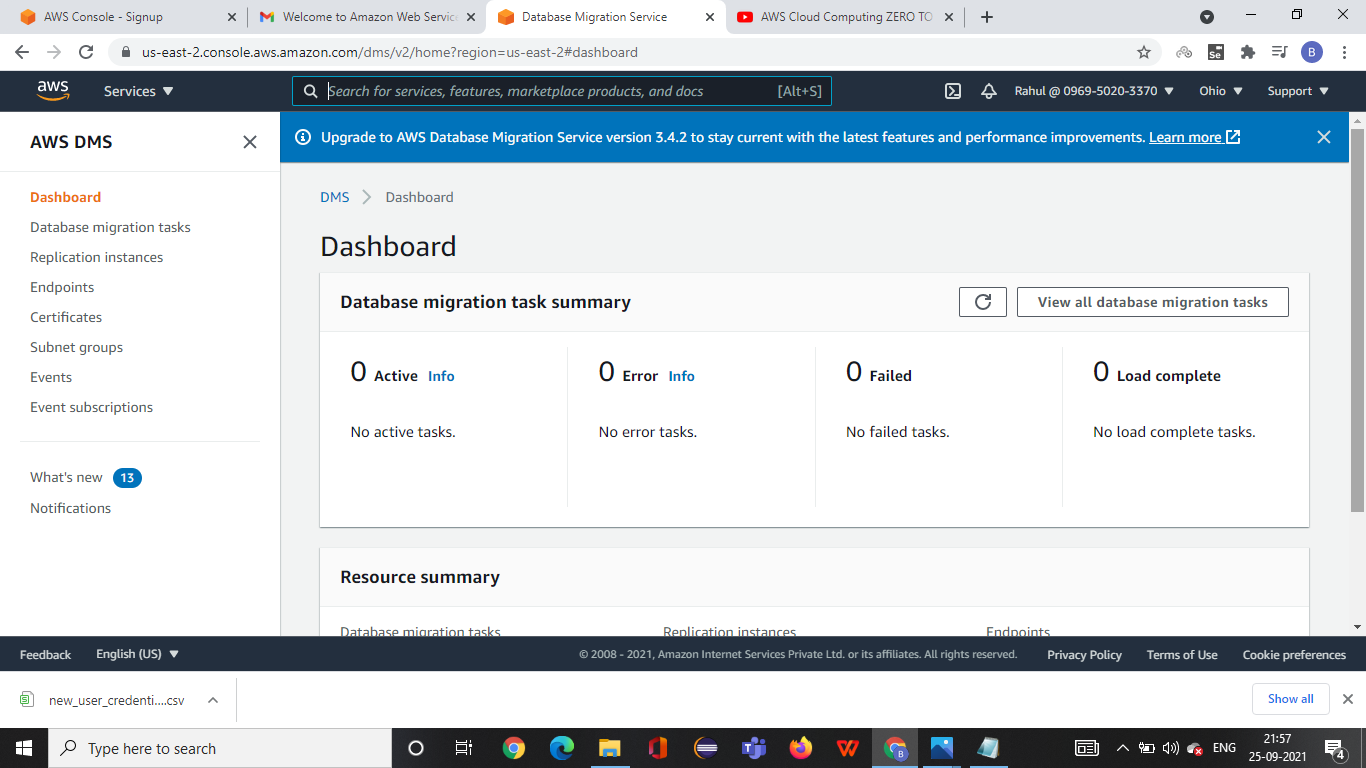 AWS Console - Signup
Welcome to Amazon Web Servic
Database Migration Service
AWS Cloud Computing ZERO TO
us-east-2.console.aws.amazon.com/dms/v2/home?region=us-east-2#dashboard
Se
B
aws
Services
Search for services, features, marketplace products, and docs
[Alt+S]
Rahul @ 0969-5020-3370
Ohio
Support
AWS DMS
Upgrade to AWS Database Migration Service version 3.4.2 to stay current with the latest features and performance improvements. Learn more
Dashboard
Database migration tasks
Replication instances
Endpoints
Certificates
Subnet groups
Events
Event subscriptions
What's new 13
Notifications
DMS
Dashboard
Dashboard
Database migration task summary
View all database migration tasks
0 Active Info
No active tasks.
0 Error Info
No error tasks.
0 Failed
No failed tasks.
0 Load complete
No load complete tasks.
Resource summary
Database migration tasks
Replication instances
Endpoints
Feedback
English (US)
© 2008 - 2021, Amazon Internet Services Private Ltd. or its affiliates. All rights reserved.
Privacy Policy
Terms of Use
Cookie preferences
new_user_credenti....csv
Show all
Type here to search
B
ENG
21:57
25-09-2021
4